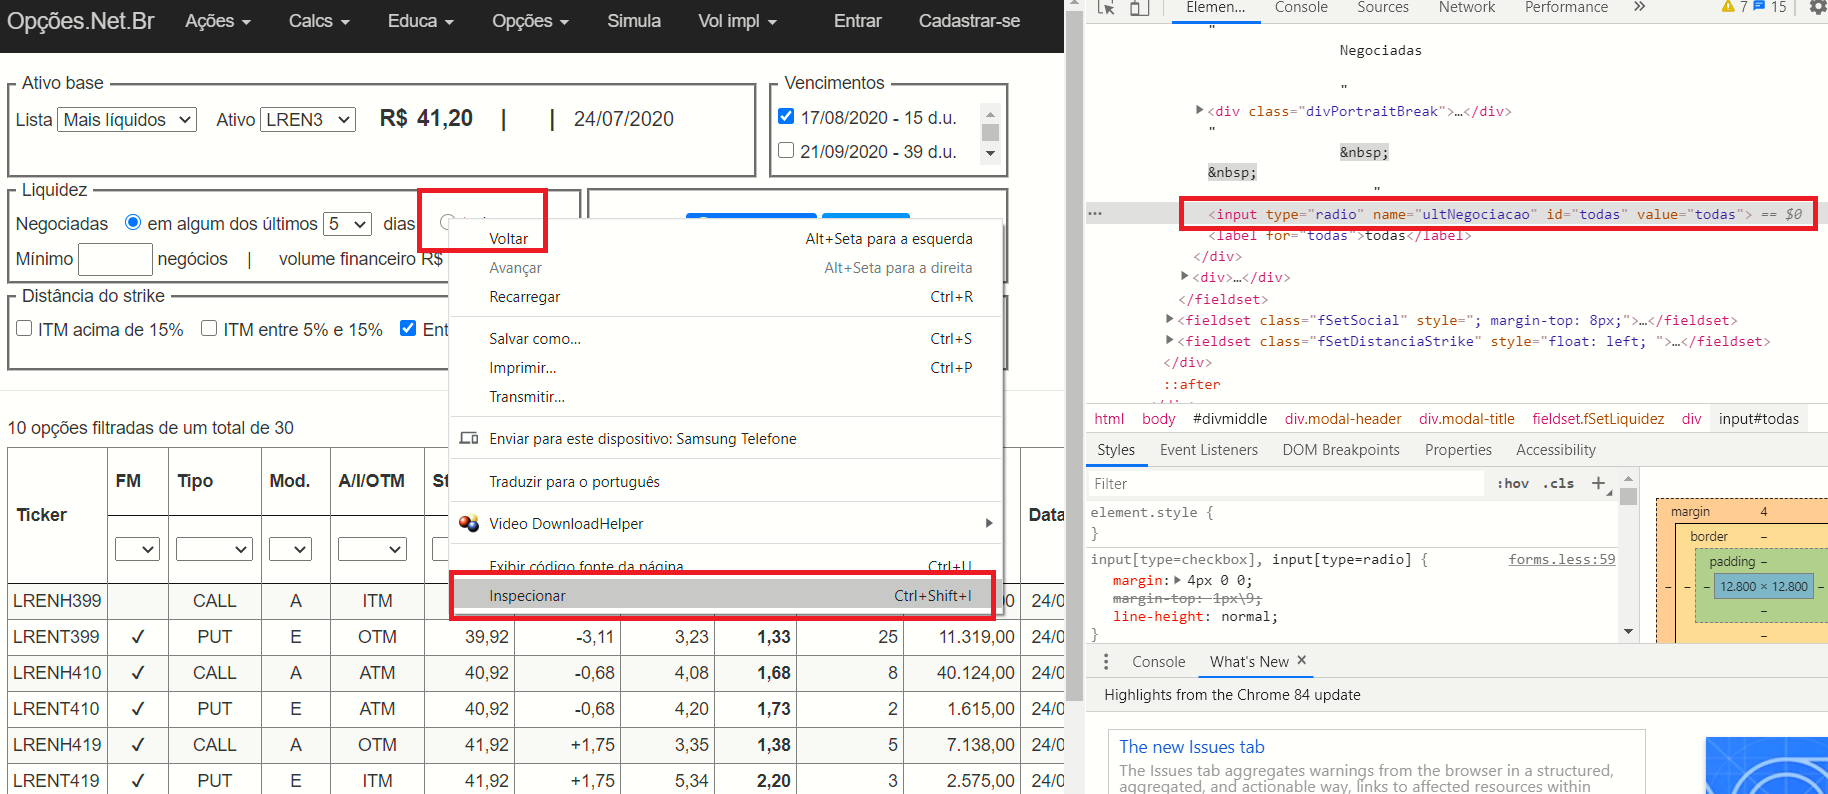 Opções.Net.Br Ações Calcs Educa Opções Simula Vol impl Entrar Cadastrar-se
Ativo base
Lista Mais líquidos Ativo LREN3 R$ 41,20 | | 24/07/2020
Vencimentos
17/08/2020 - 15 d.u.
21/09/2020 - 39 d.u.
Liquidez
Negociadas em algum dos últimos 5 dias
Mínimo negócios | volume financeiro R$
Distância do strike
ITM acima de 15% ITM entre 5% e 15% Ent
Voltar Alt+Seta para a esquerda
Avançar Alt+Seta para a direita
Recarregar Ctrl+R
Salvar como... Ctrl+S
Imprimir... Ctrl+P
Transmitir...
Enviar para este dispositivo: Samsung Telefone
Traduzir para o português
Video DownloadHelper
Exibir código fonte da página Ctrl+U
Inspecionar Ctrl+Shift+I
10 opções filtradas de um total de 30
Ticker FM Tipo Mod. A/I/OTM St Data
LRENH399 CALL A ITM 00 24/0
LRENT399 ✓ PUT E OTM 39,92 -3,11 3,23 1,33 25 11.319,00 24/0
LRENH410 ✓ CALL A ATM 40,92 -0,68 4,08 1,68 8 40.124,00 24/0
LRENT410 ✓ PUT E ATM 40,92 -0,68 4,20 1,73 2 1.615,00 24/0
LRENH419 ✓ CALL A OTM 41,92 +1,75 3,35 1,38 5 7.138,00 24/0
LRENT419 ✓ PUT E ITM 41,92 +1,75 5,34 2,20 3 2.575,00 24/0
Elemen... Console Sources Network Performance » 7 15
"
Negociadas
"
<div class="divPortraitBreak">…</div>
"
&nbsp;
&nbsp;
"
... <input type="radio" name="ultNegociacao" id="todas" value="todas"> == $0
<label for="todas">todas</label>
</div>
<div>…</div>
</fieldset>
<fieldset class="fSetSocial" style="; margin-top: 8px;">…</fieldset>
<fieldset class="fSetDistanciaStrike" style="float: left; ">…</fieldset>
</div>
::after
html body #divmiddle div.modal-header div.modal-title fieldset.fSetLiquidez div input#todas
Styles Event Listeners DOM Breakpoints Properties Accessibility
Filter :hov .cls +
element.style {
}
input[type=checkbox], input[type=radio] { forms.less:59
margin: 4px 0 0;
margin-top: 1px\9;
line-height: normal;
}
margin 4
border –
padding –
– – 12.800 × 12.800 – –
–
–
Console What's New ×
Highlights from the Chrome 84 update
The new Issues tab
The Issues tab aggregates warnings from the browser in a structured,
aggregated, and actionable way, links to affected resources within